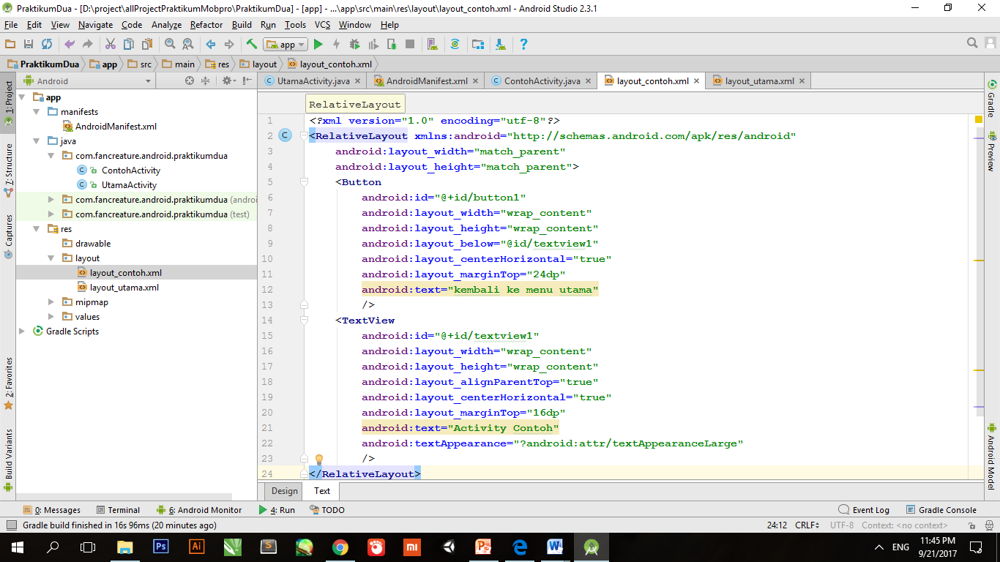 PraktikumDua - [D:\project\allProjectPraktikumMobpro\PraktikumDua] - [app] - ...\app\src\main\res\layout\layout_contoh.xml - Android Studio 2.3.1
File Edit View Navigate Code Analyze Refactor Build Run Tools VCS Window Help
app
PraktikumDua app src main res layout layout_contoh.xml
Android
UtamaActivity.java AndroidManifest.xml ContohActivity.java layout_contoh.xml layout_utama.xml
1: Project
7: Structure
Captures
2: Favorites
Build Variants
app
manifests
AndroidManifest.xml
java
com.fancreature.android.praktikumdua
ContohActivity
UtamaActivity
com.fancreature.android.praktikumdua (androi
com.fancreature.android.praktikumdua (test)
res
drawable
layout
layout_contoh.xml
layout_utama.xml
mipmap
values
Gradle Scripts
RelativeLayout
1 <?xml version="1.0" encoding="utf-8"?>
2 <RelativeLayout xmlns:android="http://schemas.android.com/apk/res/android"
3 android:layout_width="match_parent"
4 android:layout_height="match_parent">
5 <Button
6 android:id="@+id/button1"
7 android:layout_width="wrap_content"
8 android:layout_height="wrap_content"
9 android:layout_below="@id/textview1"
10 android:layout_centerHorizontal="true"
11 android:layout_marginTop="24dp"
12 android:text="kembali ke menu utama"
13 />
14 <TextView
15 android:id="@+id/textview1"
16 android:layout_width="wrap_content"
17 android:layout_height="wrap_content"
18 android:layout_alignParentTop="true"
19 android:layout_centerHorizontal="true"
20 android:layout_marginTop="16dp"
21 android:text="Activity Contoh"
22 android:textAppearance="?android:attr/textAppearanceLarge"
23 />
24 </RelativeLayout>
Gradle
Preview
Android Model
Design Text
0: Messages Terminal 6: Android Monitor 4: Run TODO Event Log Gradle Console
Gradle build finished in 16s 96ms (20 minutes ago) 24:12 CRLF UTF-8 Context: <no context>
Ps Ai S mi P e W
ENG
11:45 PM
9/21/2017